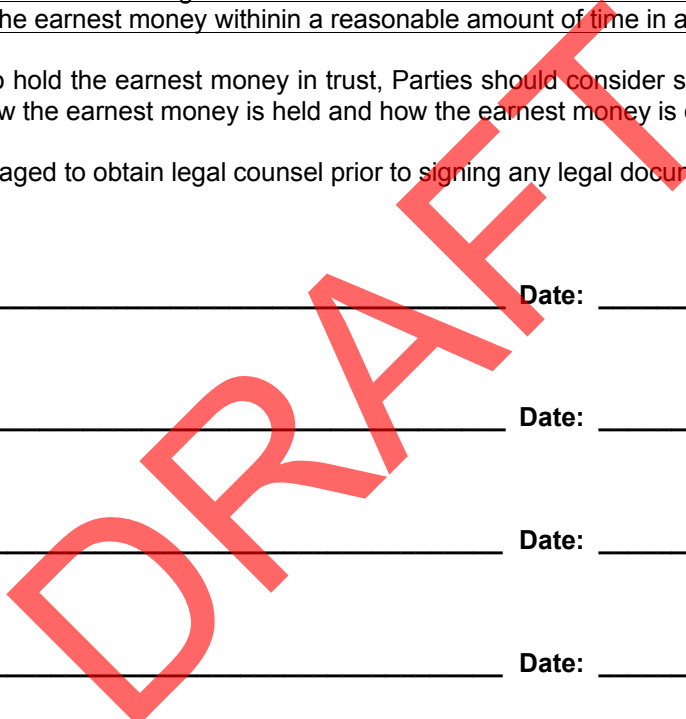 he earnest money withinin a reasonable amount of time in a
o hold the earnest money in trust, Parties should consider s
w the earnest money is held and how the earnest money is
aged to obtain legal counsel prior to signing any legal docum
Date:
Date:
Date:
Date:
DRAFT